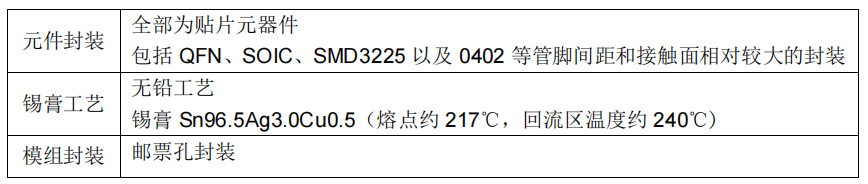 元件封装
全部为贴片元器件
包括 QFN、SOIC、SMD3225 以及 0402 等管脚间距和接触面相对较大的封装
锡膏工艺
无铅工艺
锡膏 Sn96.5Ag3.0Cu0.5（熔点约 217℃，回流区温度约 240℃）
模组封装
邮票孔封装